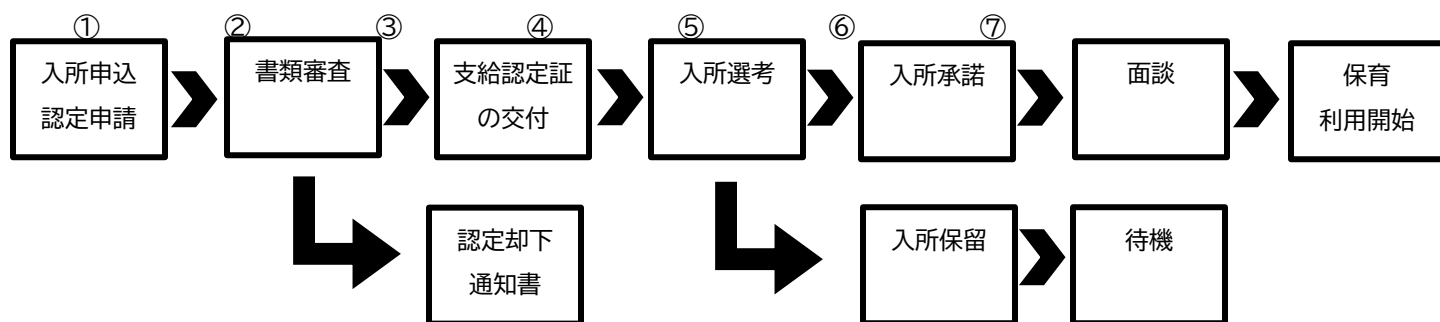 ① ② ③ ④ ⑤ ⑥ ⑦
入所申込
認定申請
書類審査
支給認定証
の交付
入所選考
入所承諾
面談
保育
利用開始
認定却下
通知書
入所保留
待機